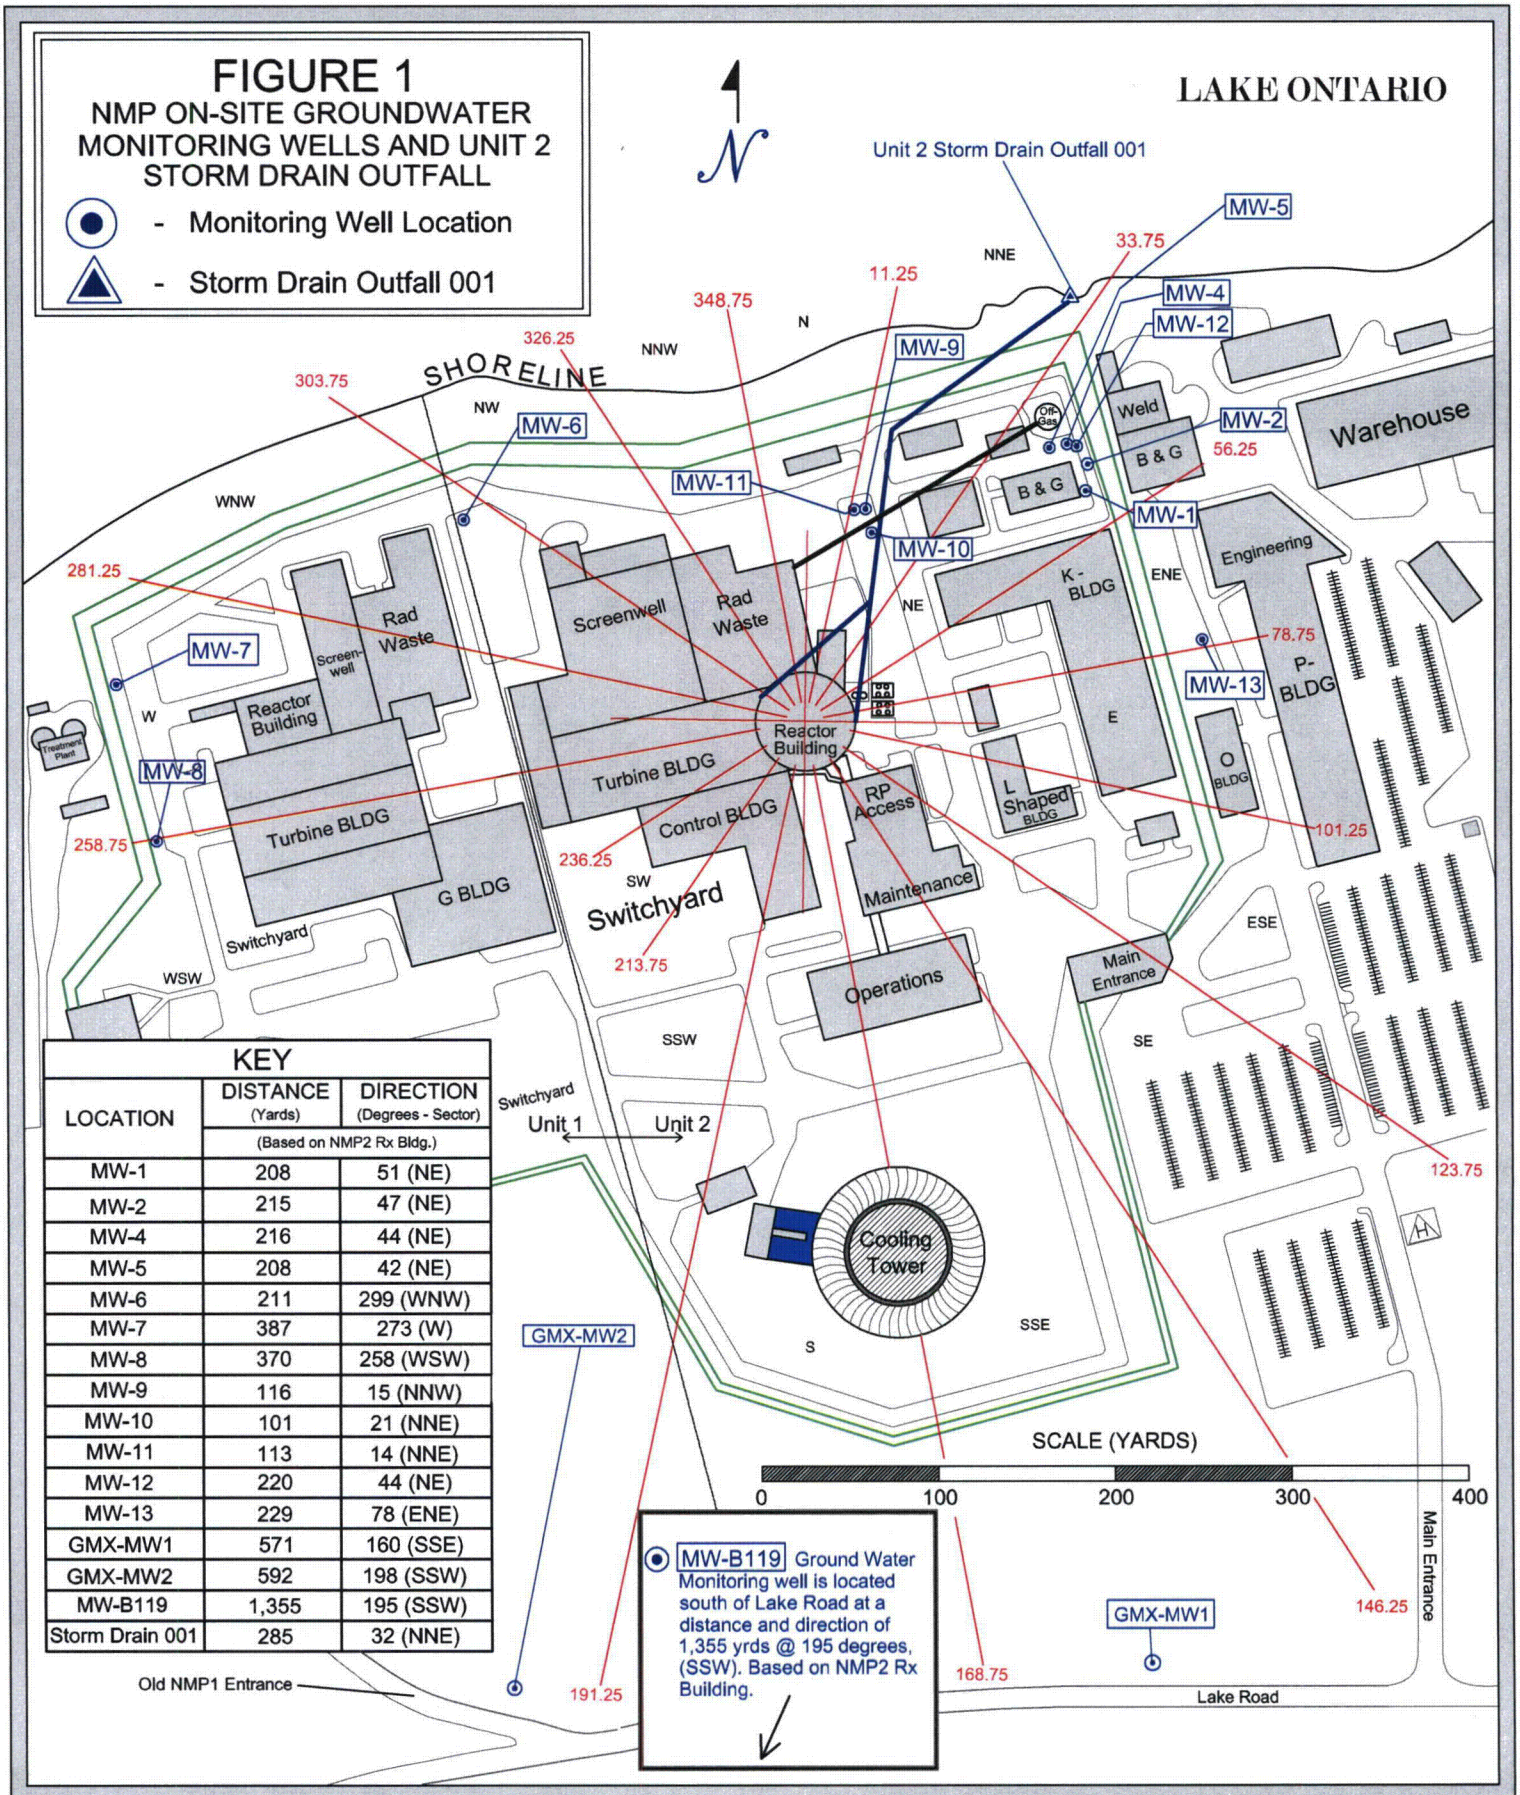 FIGURE 1
NMP ON-SITE GROUNDWATER
MONITORING WELLS AND UNIT 2
STORM DRAIN OUTFALL
- Monitoring Well Location
- Storm Drain Outfall 001
N
LAKE ONTARIO
Unit 2 Storm Drain Outfall 001
MW-5
NNE
33.75
11.25
MW-4
348.75
N
MW-12
326.25
NNW
MW-9
SHORELINE
303.75
NW
MW-6
Off-
Gas
Weld
MW-2
Warehouse
56.25
B & G
MW-11
B & G
WNW
MW-1
MW-10
Engineering
281.25
K -
BLDG
ENE
Rad
Waste
Screenwell
Rad
Waste
NE
78.75
MW-7
Screen-
well
P-
BLDG
MW-13
Reactor
Building
W
E
Treatment
Plant
Reactor
Building
MW-8
Turbine BLDG
O
BLDG
RP
Access
L
Shaped
BLDG
Turbine BLDG
Control BLDG
101.25
258.75
236.25
SW
G BLDG
Maintenance
Switchyard
Switchyard
ESE
213.75
Main
Entrance
WSW
Operations
SSW
SE
KEY
LOCATION DISTANCE (Yards) DIRECTION (Degrees - Sector)
(Based on NMP2 Rx Bldg.)
MW-1 208 51 (NE)
MW-2 215 47 (NE)
MW-4 216 44 (NE)
MW-5 208 42 (NE)
MW-6 211 299 (WNW)
MW-7 387 273 (W)
MW-8 370 258 (WSW)
MW-9 116 15 (NNW)
MW-10 101 21 (NNE)
MW-11 113 14 (NNE)
MW-12 220 44 (NE)
MW-13 229 78 (ENE)
GMX-MW1 571 160 (SSE)
GMX-MW2 592 198 (SSW)
MW-B119 1,355 195 (SSW)
Storm Drain 001 285 32 (NNE)
Switchyard
Unit 1 Unit 2
123.75
H
Cooling
Tower
GMX-MW2
S
SSE
SCALE (YARDS)
0 100 200 300 400
Main Entrance
MW-B119 Ground Water
Monitoring well is located
south of Lake Road at a
distance and direction of
1,355 yrds @ 195 degrees,
(SSW). Based on NMP2 Rx
Building.
146.25
GMX-MW1
168.75
191.25
Old NMP1 Entrance
Lake Road